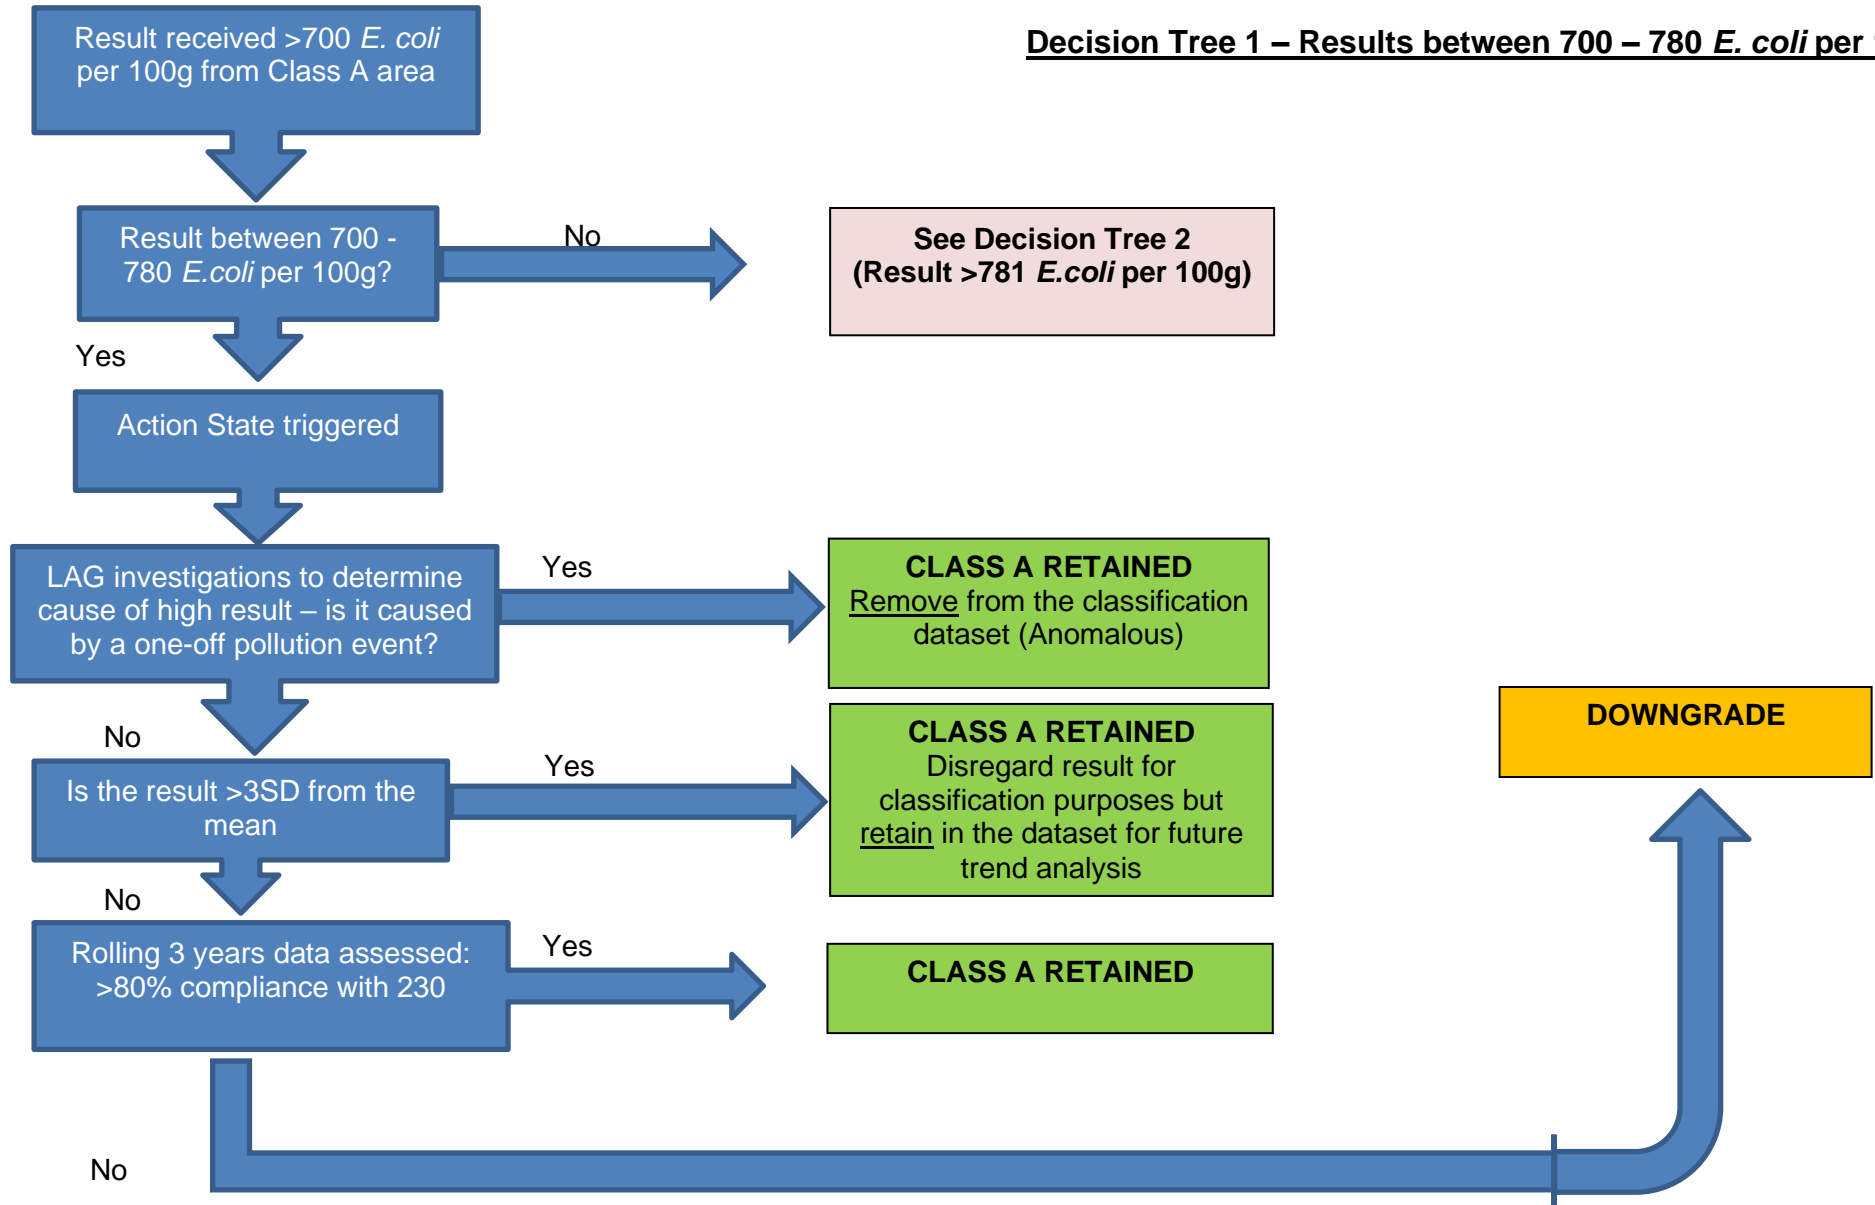 Decision Tree 1 – Results between 700 – 780 E. coli per
Result received >700 E. coli
per 100g from Class A area
Result between 700 -
780 E.coli per 100g?
No
See Decision Tree 2
(Result >781 E.coli per 100g)
Yes
Action State triggered
LAG investigations to determine
cause of high result – is it caused
by a one-off pollution event?
Yes
CLASS A RETAINED
Remove from the classification
dataset (Anomalous)
No
Is the result >3SD from the
mean
Yes
CLASS A RETAINED
Disregard result for
classification purposes but
retain in the dataset for future
trend analysis
DOWNGRADE
No
Rolling 3 years data assessed:
>80% compliance with 230
Yes
CLASS A RETAINED
No